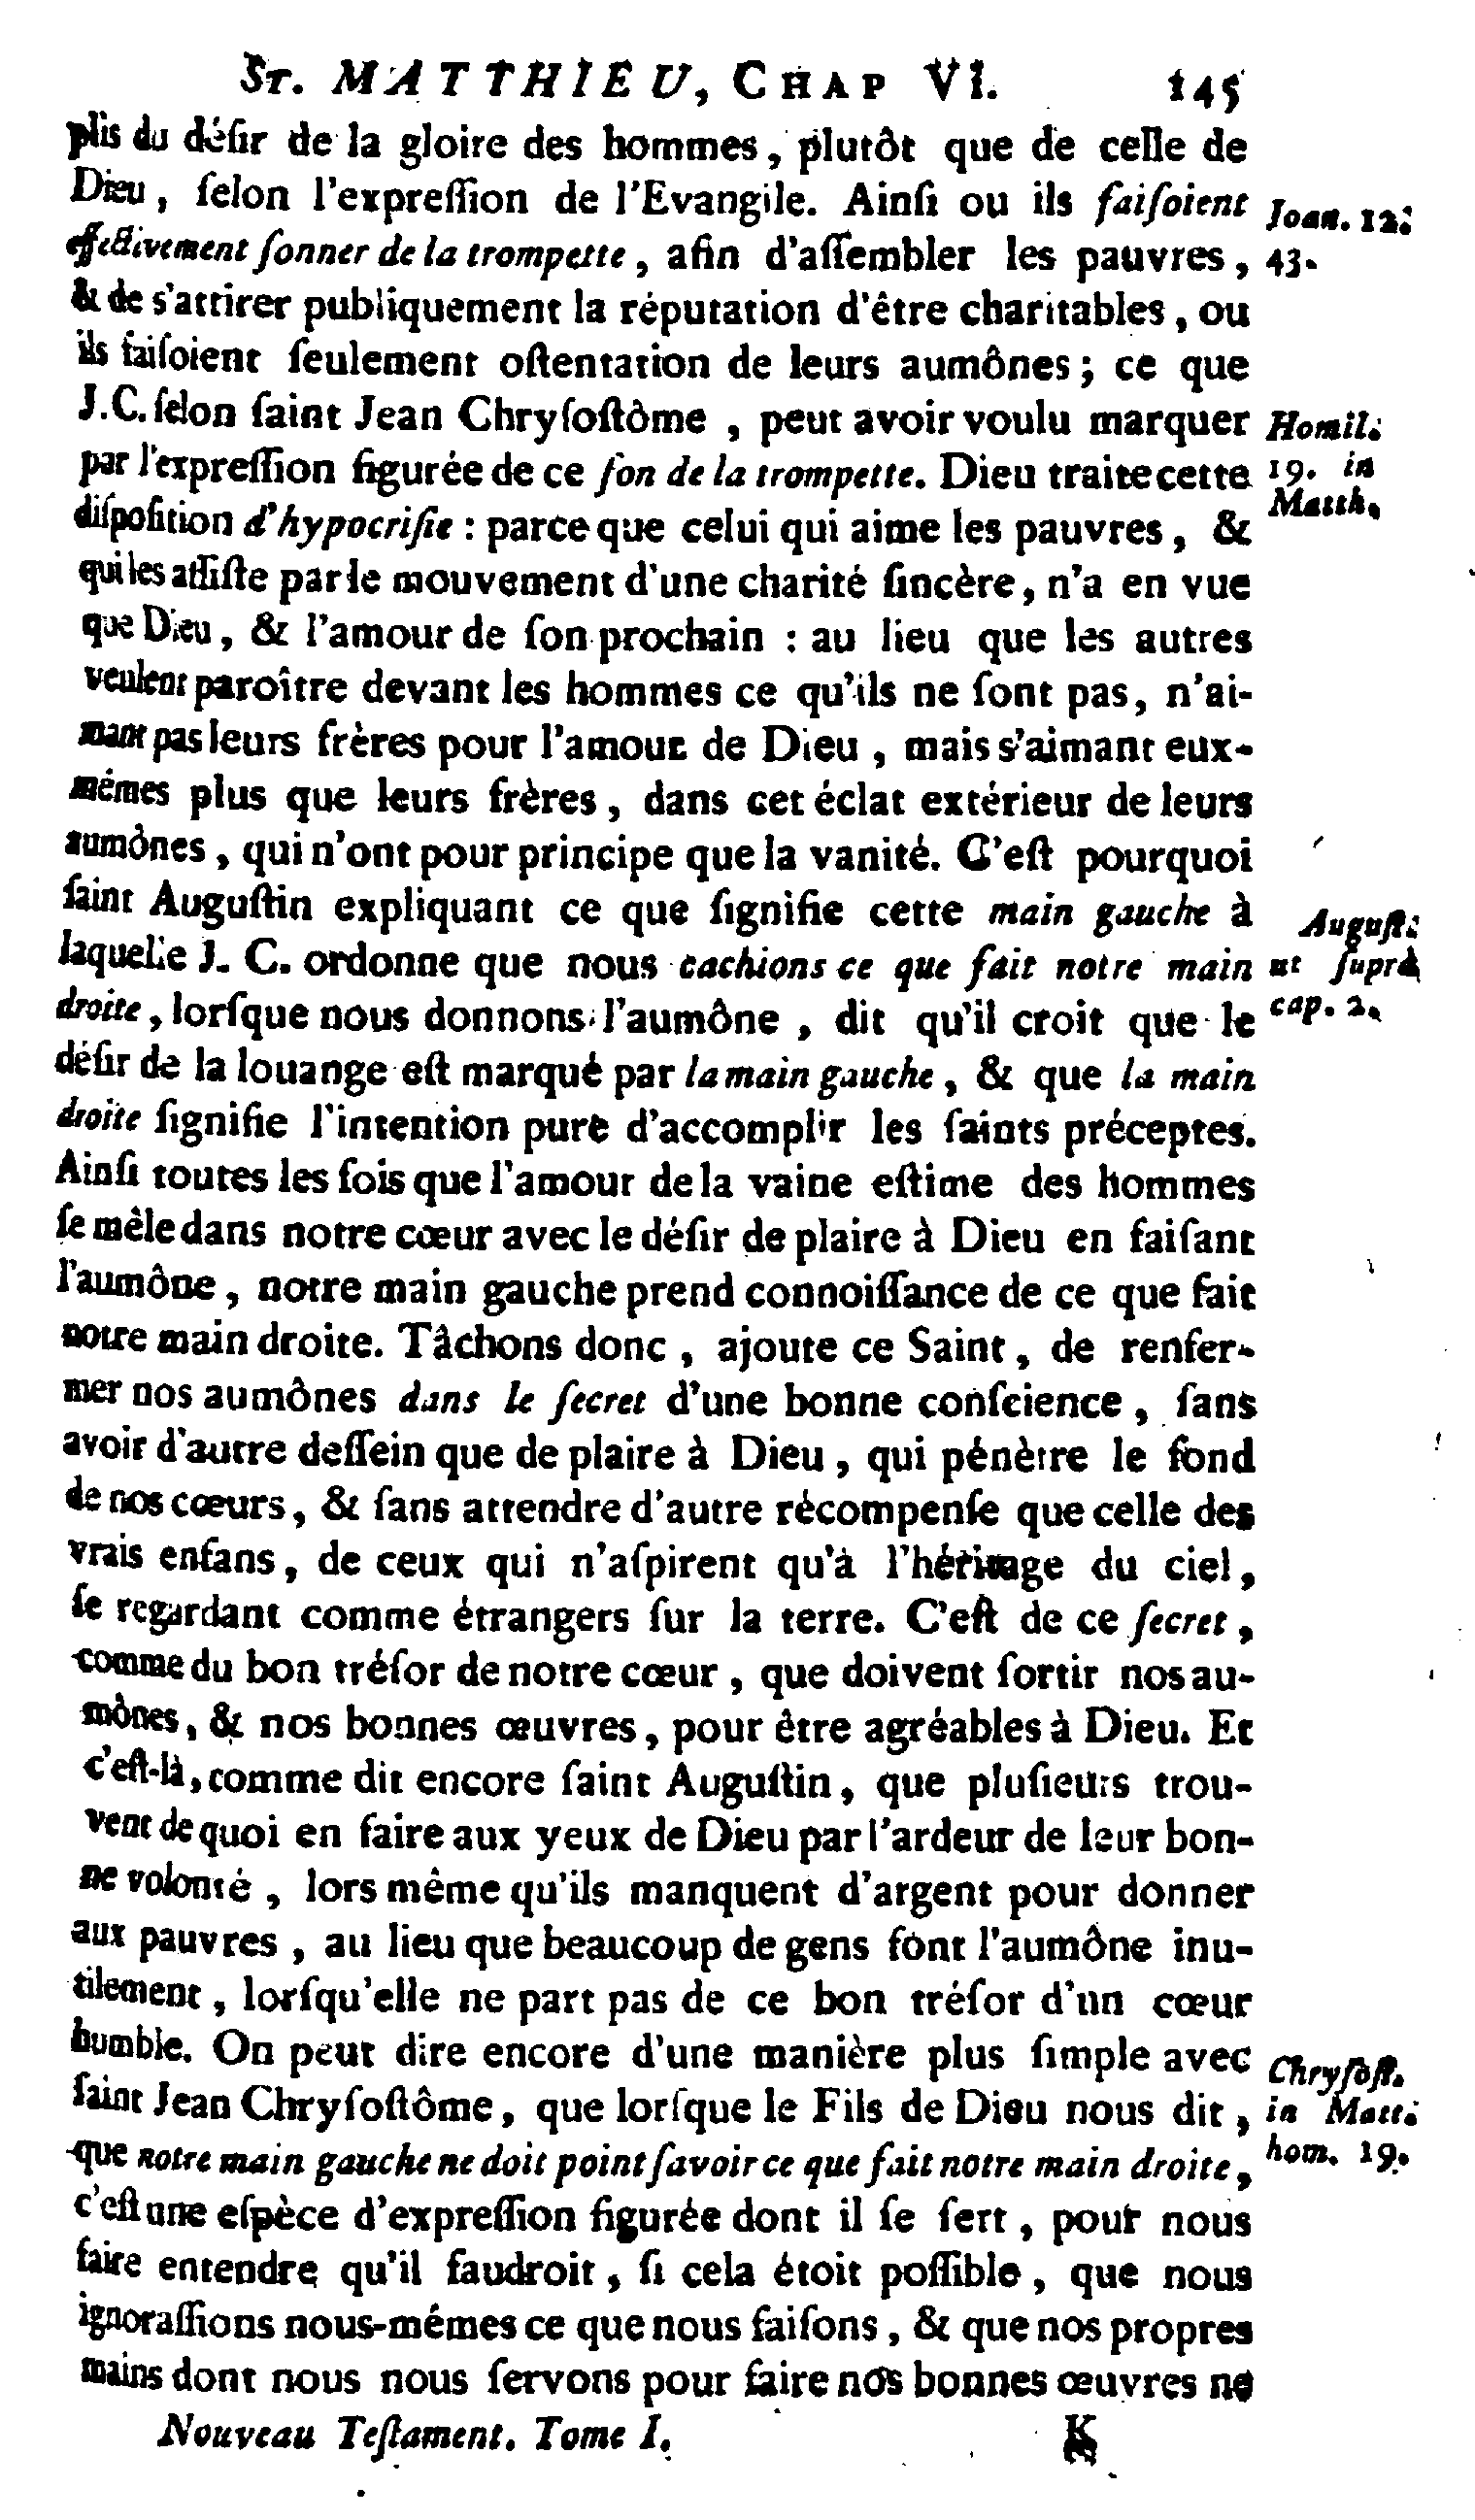 St. MATTHIEU, CHAP VI. 145
plis du déſir de la gloire des hommes, plutôt que de celle de
Dieu, ſelon l'expreſſion de l'Evangile. Ainſi ou ils faiſoient
effectivement ſonner de la trompette, afin d'aſſembler les pauvres,
& de s'attirer publiquement la réputation d'être charitables, ou
ils faiſoient ſeulement oſtentation de leurs aumônes; ce que
J.C. ſelon ſaint Jean Chryſoſtôme, peut avoir voulu marquer
par l'expreſſion figurée de ce ſon de la trompette. Dieu traite cette
diſpoſition d'hypocriſie: parce que celui qui aime les pauvres, &
qui les aſſiſte par le mouvement d'une charité ſincère, n'a en vue
que Dieu, & l'amour de ſon prochain: au lieu que les autres
veulent paroître devant les hommes ce qu'ils ne ſont pas, n'ai-
mant pas leurs frères pour l'amour de Dieu, mais s'aimant eux-
mémes plus que leurs frères, dans cet éclat extérieur de leurs
aumônes, qui n'ont pour principe que la vanité. C'eſt pourquoi
ſaint Auguſtin expliquant ce que ſignifie cette main gauche à
laquelle J. C. ordonne que nous cachions ce que fait notre main
droite, lorſque nous donnons l'aumône, dit qu'il croit que le
déſir de la louange eſt marqué par la main gauche, & que la main
droite ſignifie l'intention pure d'accomplir les ſaints préceptes.
Ainſi toutes les fois que l'amour de la vaine eſtime des hommes
ſe mêle dans notre cœur avec le déſir de plaire à Dieu en faiſant
l'aumône, notre main gauche prend connoiſſance de ce que fait
notre main droite. Tâchons donc, ajoute ce Saint, de renfer-
mer nos aumônes dans le ſecret d'une bonne conſcience, ſans
avoir d'autre deſſein que de plaire à Dieu, qui pénètre le fond
de nos cœurs, & ſans attendre d'autre récompenſe que celle des
vrais enfans, de ceux qui n'aſpirent qu'à l'héritage du ciel,
ſe regardant comme étrangers ſur la terre. C'eſt de ce ſecret,
comme du bon tréſor de notre cœur, que doivent ſortir nos au-
mônes, & nos bonnes œuvres, pour être agréables à Dieu. Et
c'eſt-là, comme dit encore ſaint Auguſtin, que pluſieurs trou-
vent de quoi en faire aux yeux de Dieu par l'ardeur de leur bon-
ne volonté, lors même qu'ils manquent d'argent pour donner
aux pauvres, au lieu que beaucoup de gens font l'aumône inu-
tilement, lorſqu'elle ne part pas de ce bon tréſor d'un cœur
humble. On peut dire encore d'une manière plus ſimple avec
ſaint Jean Chryſoſtôme, que lorſque le Fils de Dieu nous dit,
que notre main gauche ne doit point ſavoir ce que fait notre main droite,
c'eſt une eſpèce d'expreſſion figurée dont il ſe ſert, pour nous
faire entendre qu'il faudroit, ſi cela étoit poſſible, que nous
ignoraſſions nous-mémes ce que nous faiſons, & que nos propres
mains dont nous nous ſervons pour faire nos bonnes œuvres ne
Nouveau Teſtament. Tome I. K
Joan. 12.
43.
Homil.
19. in
Matth.
Auguſt.
ut ſuprà
cap. 2.
Chryſoſt.
in Matt.
hom. 19.